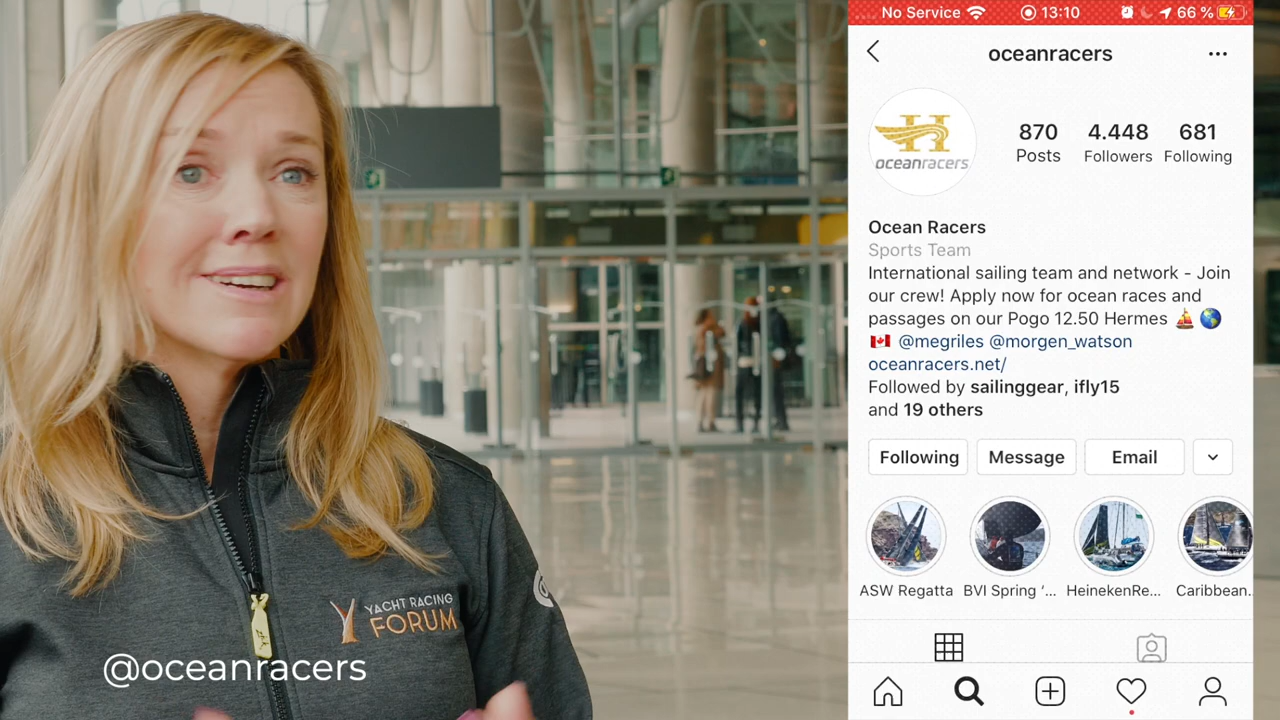 YACHT RACING
FORUM
@oceanracers
No Service
13:10
66 %
oceanracers
H
oceanracers
870
Posts
4.448
Followers
681
Following
Ocean Racers
Sports Team
International sailing team and network - Join
our crew! Apply now for ocean races and
passages on our Pogo 12.50 Hermes ⛵🌎
🇨🇦 @megriles @morgen_watson
oceanracers.net/
Followed by sailinggear, ifly15
and 19 others
Following
Message
Email
ASW Regatta
BVI Spring '...
HeinekenRe...
Caribbean...